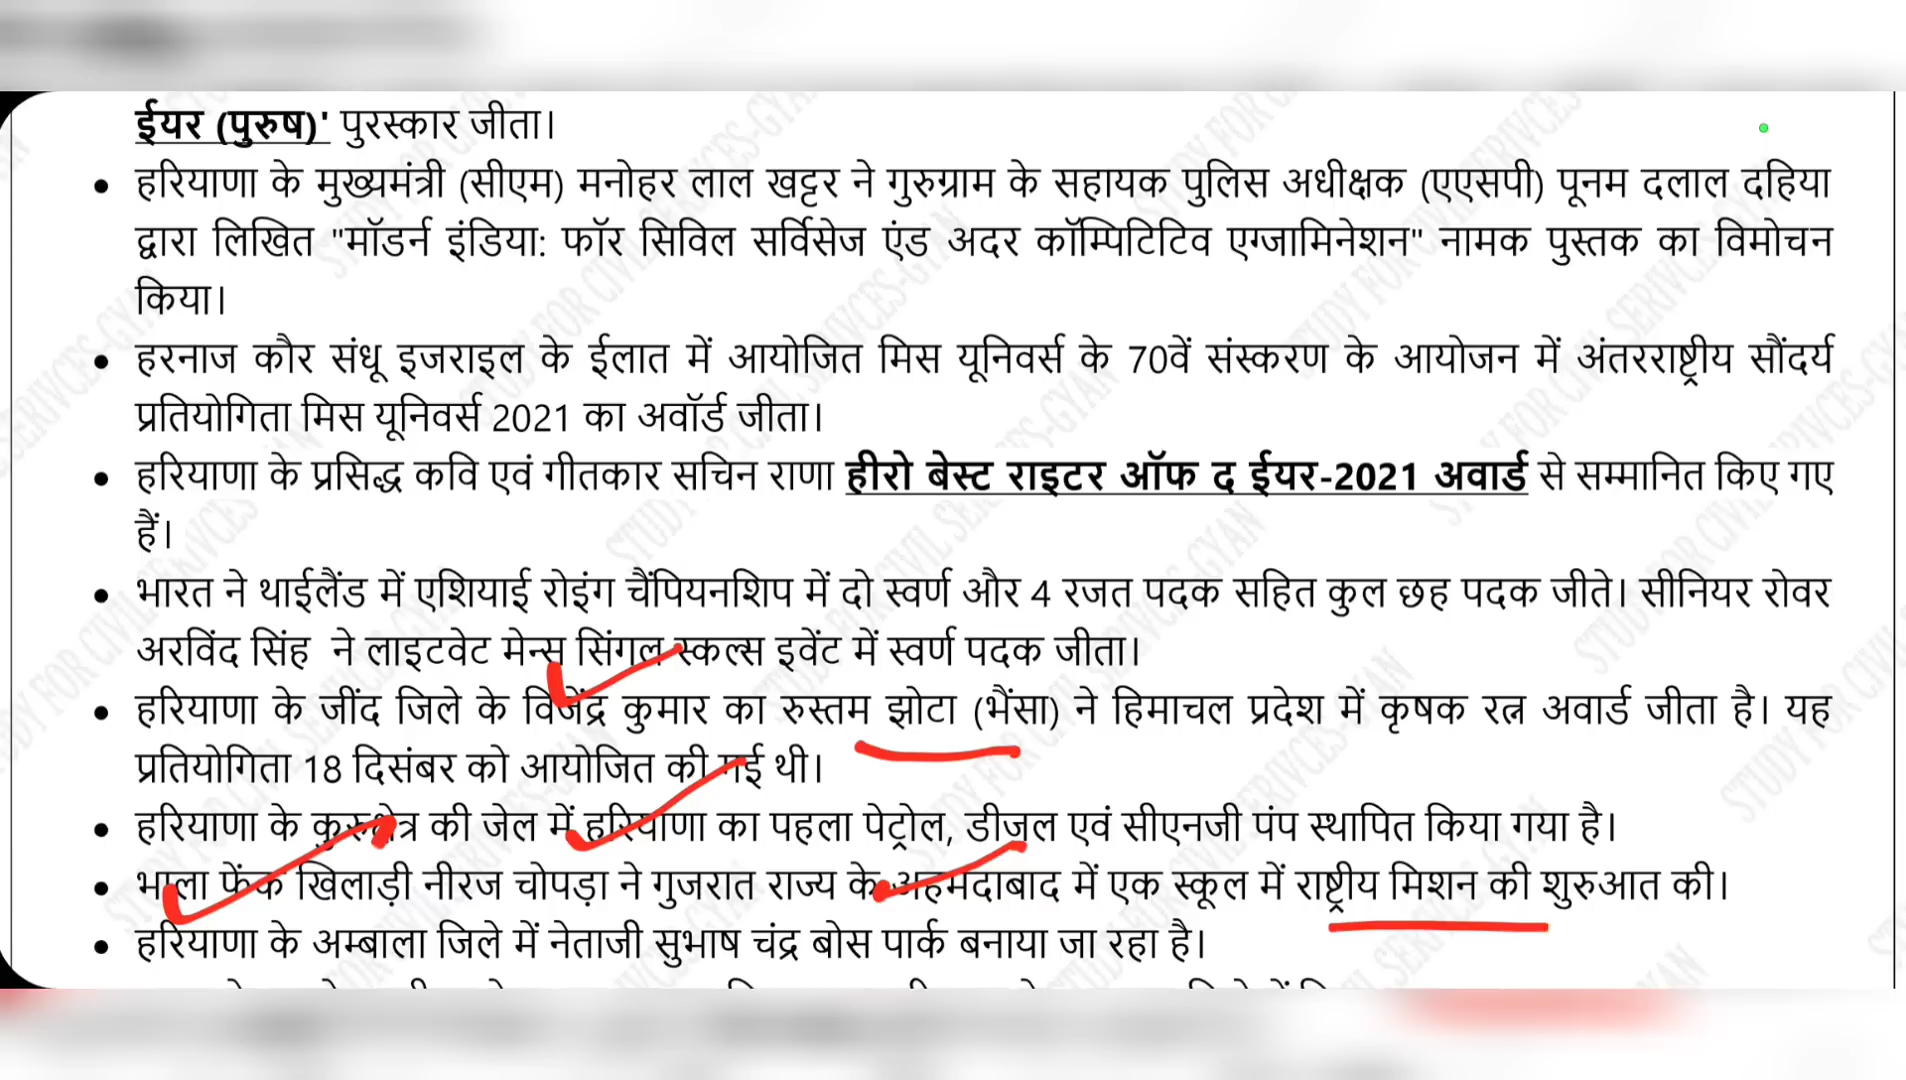 ईयर (पुरुष)' पुरस्कार जीता।
• हरियाणा के मुख्यमंत्री (सीएम) मनोहर लाल खट्टर ने गुरुग्राम के सहायक पुलिस अधीक्षक (एएसपी) पूनम दलाल दहिया
द्वारा लिखित "मॉडर्न इंडिया: फॉर सिविल सर्विसेज एंड अदर कॉम्पिटिटिव एग्जामिनेशन" नामक पुस्तक का विमोचन
किया।
• हरनाज कौर संधू इजराइल के ईलात में आयोजित मिस यूनिवर्स के 70वें संस्करण के आयोजन में अंतरराष्ट्रीय सौंदर्य
प्रतियोगिता मिस यूनिवर्स 2021 का अवॉर्ड जीता।
• हरियाणा के प्रसिद्ध कवि एवं गीतकार सचिन राणा हीरो बेस्ट राइटर ऑफ द ईयर-2021 अवार्ड से सम्मानित किए गए
हैं।
• भारत ने थाईलैंड में एशियाई रोइंग चैंपियनशिप में दो स्वर्ण और 4 रजत पदक सहित कुल छह पदक जीते। सीनियर रोवर
अरविंद सिंह ने लाइटवेट मेन्स सिंगल स्कल्स इवेंट में स्वर्ण पदक जीता।
• हरियाणा के जींद जिले के विजेंद्र कुमार का रुस्तम झोटा (भैंसा) ने हिमाचल प्रदेश में कृषक रत्न अवार्ड जीता है। यह
प्रतियोगिता 18 दिसंबर को आयोजित की गई थी।
• हरियाणा के कुरुक्षेत्र की जेल में हरियाणा का पहला पेट्रोल, डीजल एवं सीएनजी पंप स्थापित किया गया है।
• भाला फेंक खिलाड़ी नीरज चोपड़ा ने गुजरात राज्य के अहमदाबाद में एक स्कूल में राष्ट्रीय मिशन की शुरुआत की।
• हरियाणा के अम्बाला जिले में नेताजी सुभाष चंद्र बोस पार्क बनाया जा रहा है।
STUDY FOR CIVIL SERIVCES-GYAN